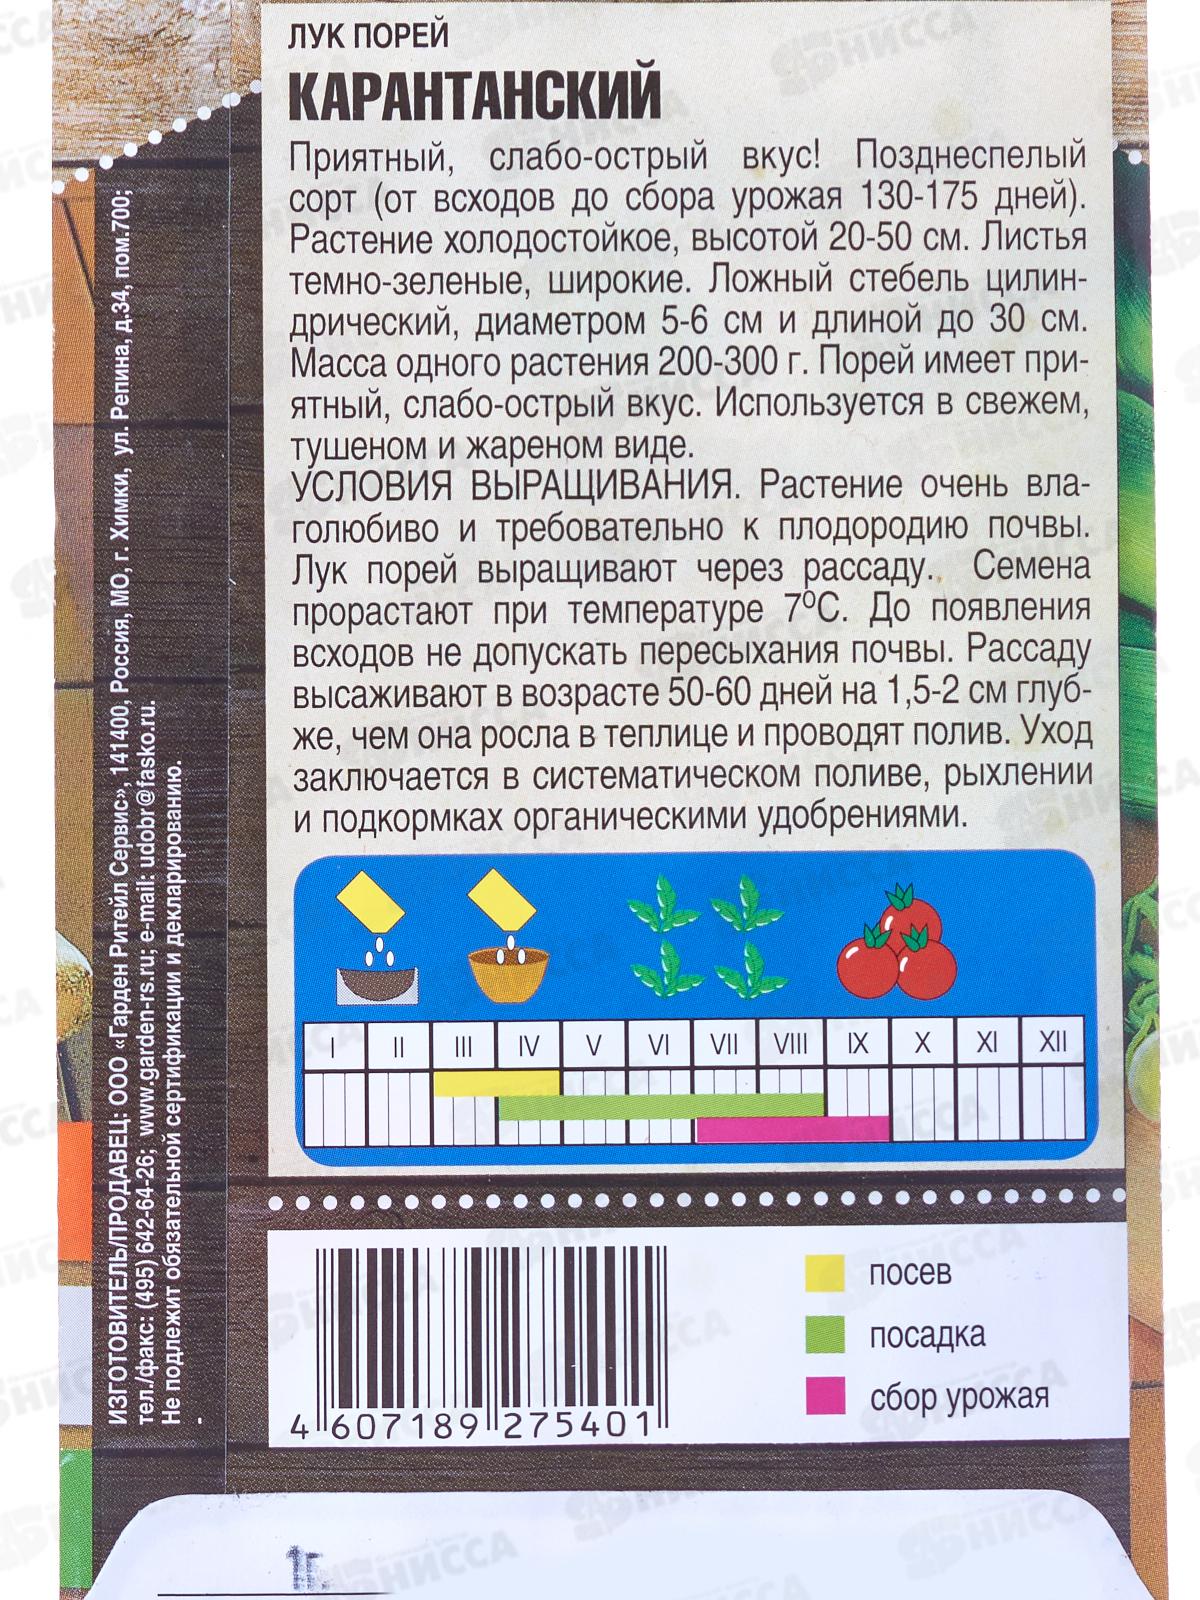 ЛУК ПОРЕЙ
КАРАНТАНСКИЙ
Приятный, слабо-острый вкус! Позднеспелый
сорт (от всходов до сбора урожая 130-175 дней).
Растение холодостойкое, высотой 20-50 см. Листья
темно-зеленые, широкие. Ложный стебель цилин-
дрический, диаметром 5-6 см и длиной до 30 см.
Масса одного растения 200-300 г. Порей имеет при-
ятный, слабо-острый вкус. Используется в свежем,
тушеном и жареном виде.
УСЛОВИЯ ВЫРАЩИВАНИЯ. Растение очень вла-
голюбиво и требовательно к плодородию почвы.
Лук порей выращивают через рассаду. Семена
прорастают при температуре 7⁰С. До появления
всходов не допускать пересыхания почвы. Рассаду
высаживают в возрасте 50-60 дней на 1,5-2 см глуб-
же, чем она росла в теплице и проводят полив. Уход
заключается в систематическом поливе, рыхлении
и подкормках органическими удобрениями.
I II III IV V VI VII VIII IX X XI XII
посев
посадка
сбор урожая
4 607189 275401
ИЗГОТОВИТЕЛЬ/ПРОДАВЕЦ: ООО «Гарден Ритейл Сервис», 141400, Россия, МО, г. Химки, ул. Репина, д.34, пом.700;
тел./факс: (495) 642-64-26; www.garden-rs.ru; e-mail: udobr@fasko.ru.
Не подлежит обязательной сертификации и декларированию.